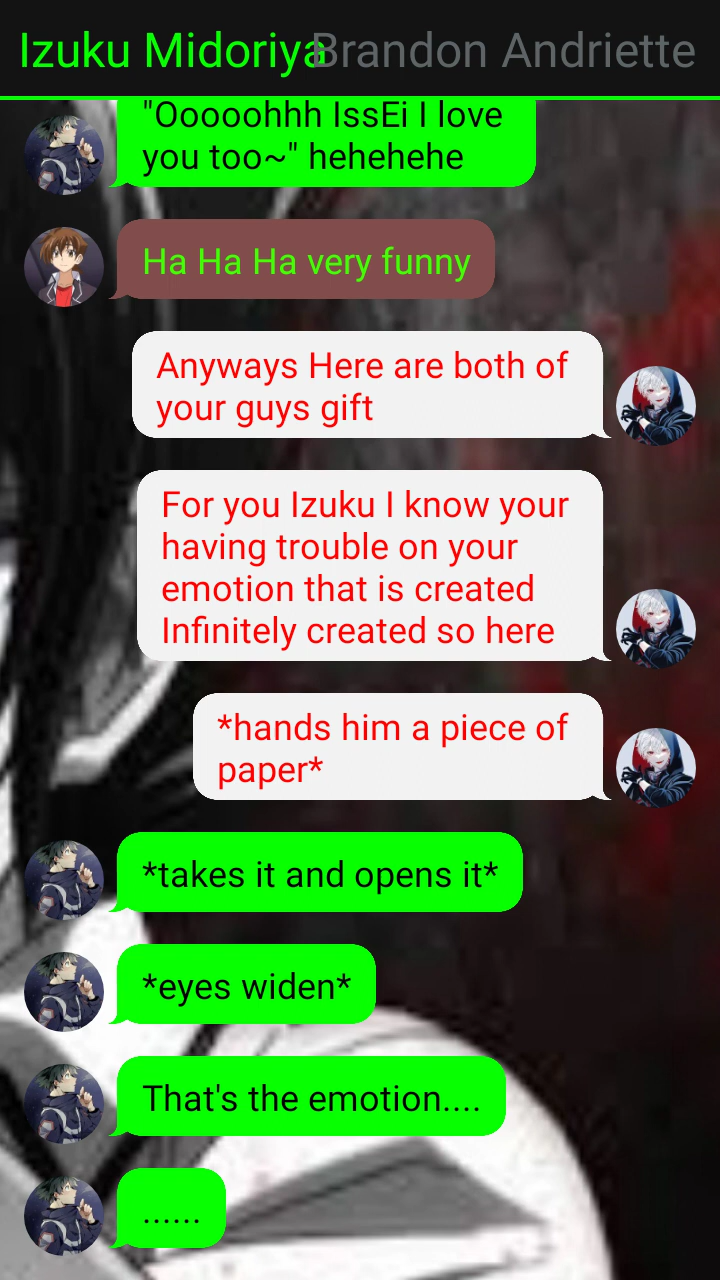 Izuku Midoriya Brandon Andriette
"Ooooohhh IssEi I love
you too~" hehehehe
Ha Ha Ha very funny
Anyways Here are both of
your guys gift
For you Izuku I know your
having trouble on your
emotion that is created
Infinitely created so here
*hands him a piece of
paper*
*takes it and opens it*
*eyes widen*
That's the emotion....
......